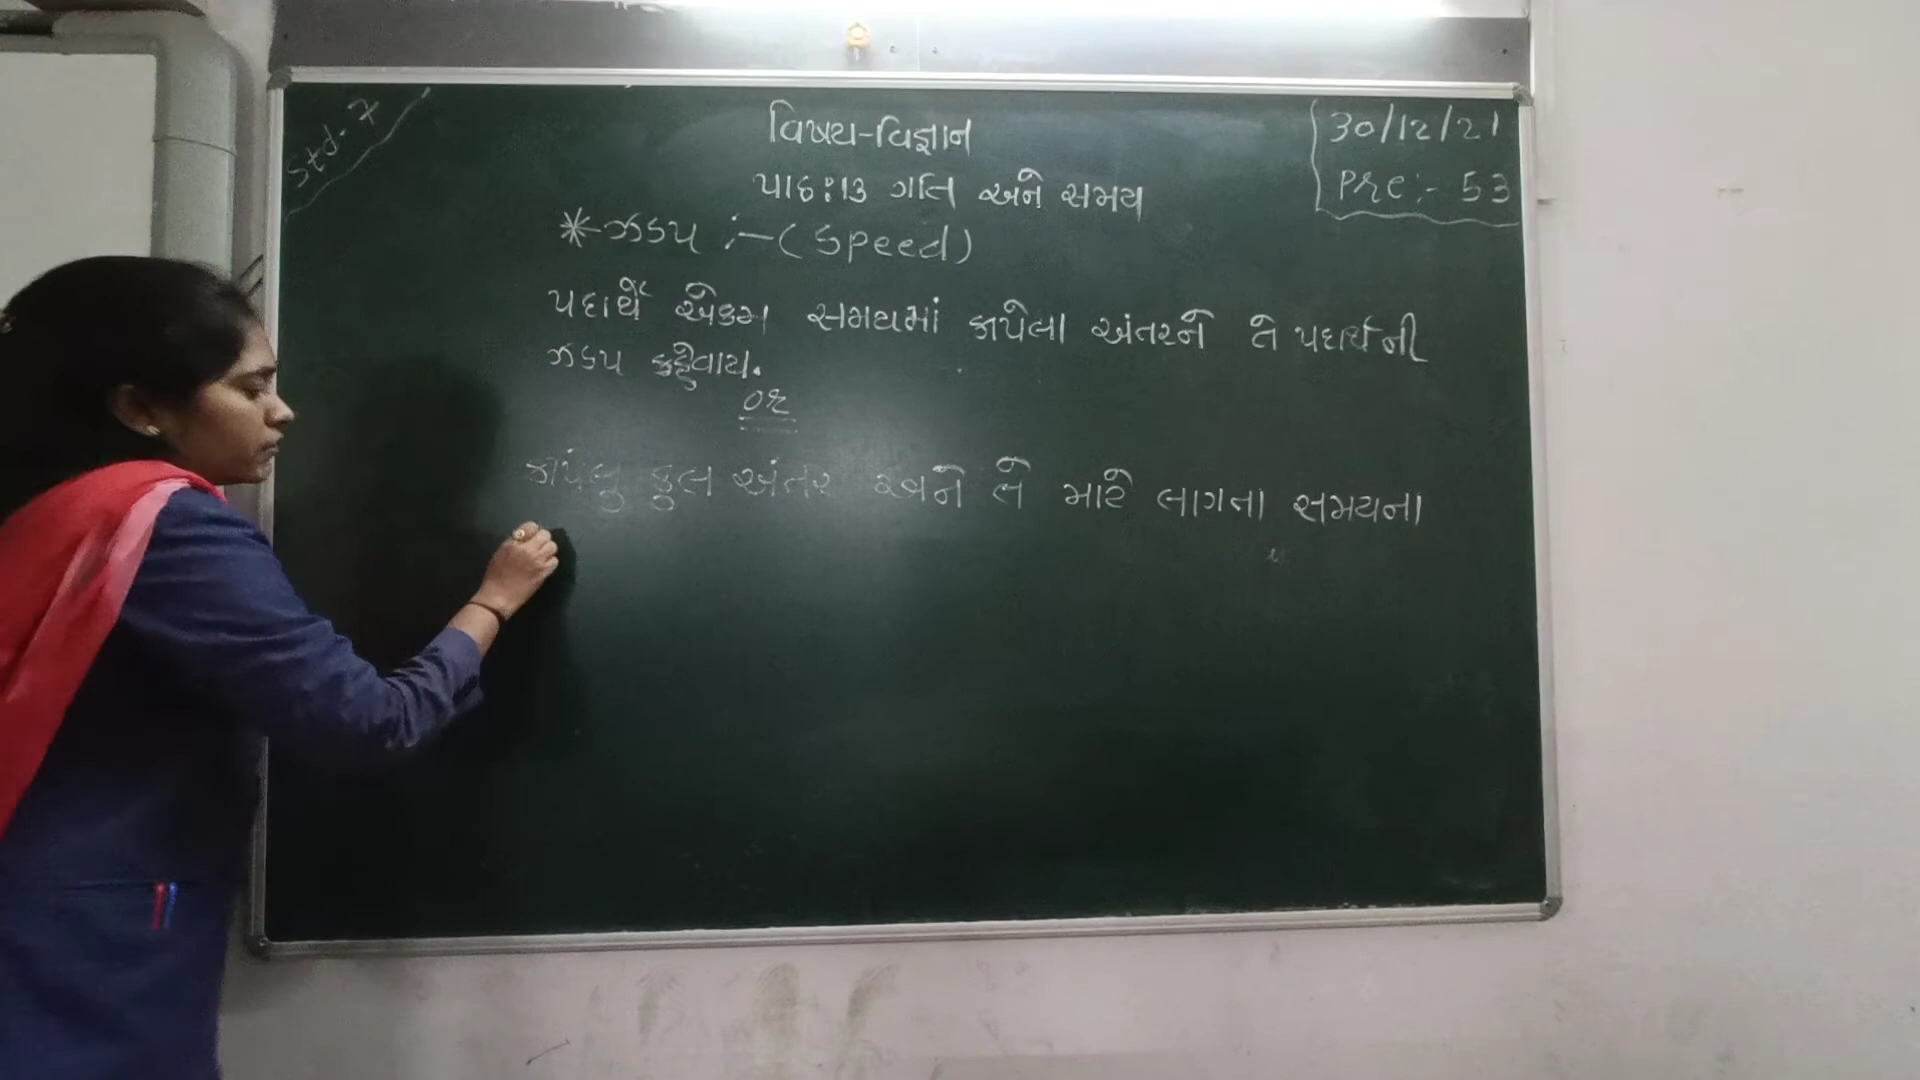 Std-7
વિષય-વિજ્ઞાન
30/12/21
પાઠ:13 ગતિ અને સમય
Pre:- 53
* ઝડપ :-(Speed)
પદાર્થે એકમ સમયમાં કાપેલા અંતરને તે પદાર્થની
ઝડપ કહેવાય.
OR
કાપેલુ કુલ અંતર અને તે માટે લાગતા સમયના